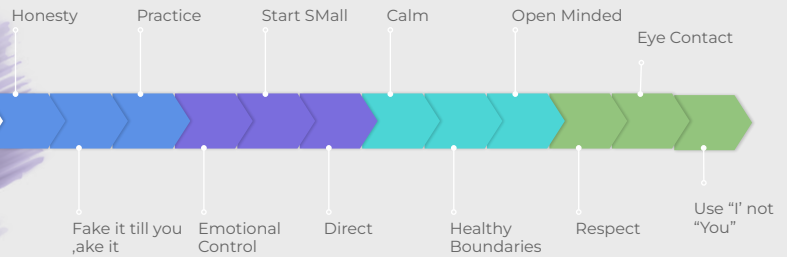 Honesty
Practice
Start SMall
Calm
Open Minded
Eye Contact
Fake it till you
,ake it
Emotional
Control
Direct
Healthy
Boundaries
Respect
Use “I’ not
“You”